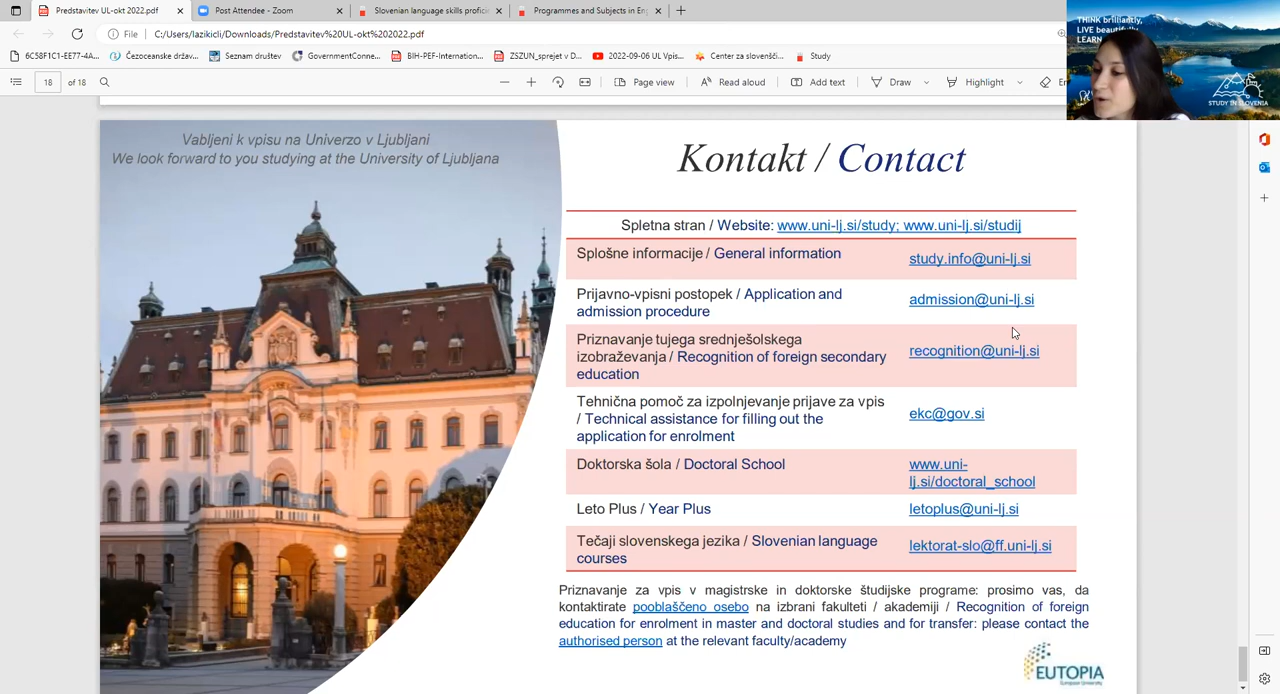 Predstavitev UL-okt 2022.pdf
Post Attendee - Zoom
Slovenian language skills profici
Programmes and Subjects in En
File
C:/Users/lazikicli/Downloads/Predstavitev%20UL-okt%202022.pdf
6C58F1C1-EE77-4A...
Čezoceanske držav...
Seznam društev
GovernmentConne...
BIH-PEF-Internation...
ZSZUN_sprejet v D...
2022-09-06 UL Vpis...
Center za slovenšči...
Study
18 of 18
Page view
Read aloud
Add text
Draw
Highlight
THINK brilliantly,
LIVE beautifu
LEARN
STUDY IN SLOVENIA
Vabljeni k vpisu na Univerzo v Ljubljani
We look forward to you studying at the University of Ljubljana
Kontakt / Contact
Spletna stran / Website: www.uni-lj.si/study; www.uni-lj.si/studij
Splošne informacije / General information
study.info@uni-lj.si
Prijavno-vpisni postopek / Application and
admission procedure
admission@uni-lj.si
Priznavanje tujega srednješolskega
izobraževanja / Recognition of foreign secondary
education
recognition@uni-lj.si
Tehnična pomoč za izpolnjevanje prijave za vpis
/ Technical assistance for filling out the
application for enrolment
ekc@gov.si
Doktorska šola / Doctoral School
www.uni-
lj.si/doctoral_school
Leto Plus / Year Plus
letoplus@uni-lj.si
Tečaji slovenskega jezika / Slovenian language
courses
lektorat-slo@ff.uni-lj.si
Priznavanje za vpis v magistrske in doktorske študijske programe: prosimo vas, da
kontaktirate pooblaščeno osebo na izbrani fakulteti / akademiji / Recognition of foreign
education for enrolment in master and doctoral studies and for transfer: please contact the
authorised person at the relevant faculty/academy
EUTOPIA